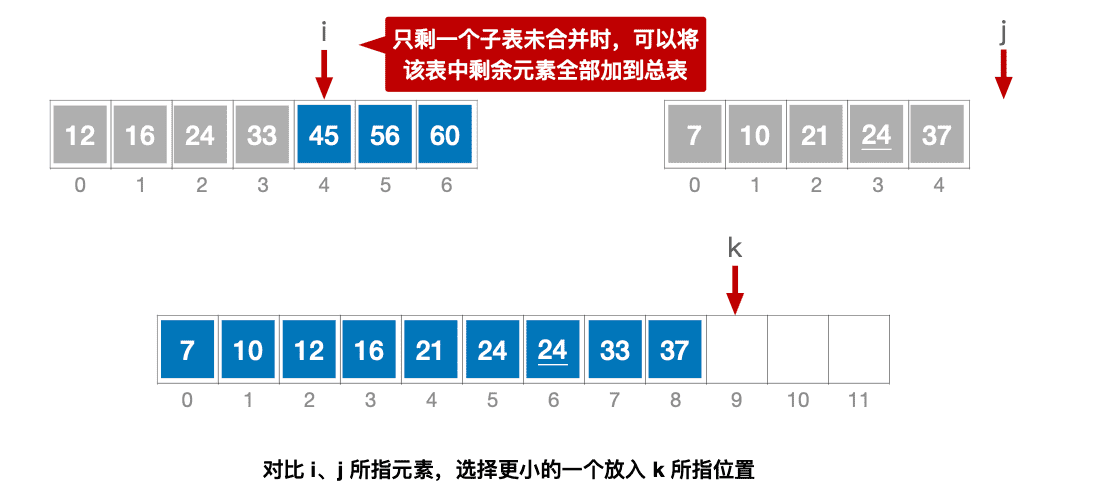 i
只剩一个子表未合并时，可以将
该表中剩余元素全部加到总表
j
12 16 24 33 45 56 60
0 1 2 3 4 5 6
7 10 21 24 37
0 1 2 3 4
k
7 10 12 16 21 24 24 33 37
0 1 2 3 4 5 6 7 8 9 10 11
对比 i、j 所指元素，选择更小的一个放入 k 所指位置